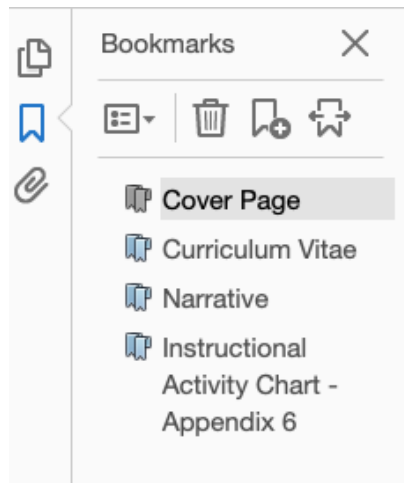 Bookmarks
Cover Page
Curriculum Vitae
Narrative
Instructional
Activity Chart -
Appendix 6